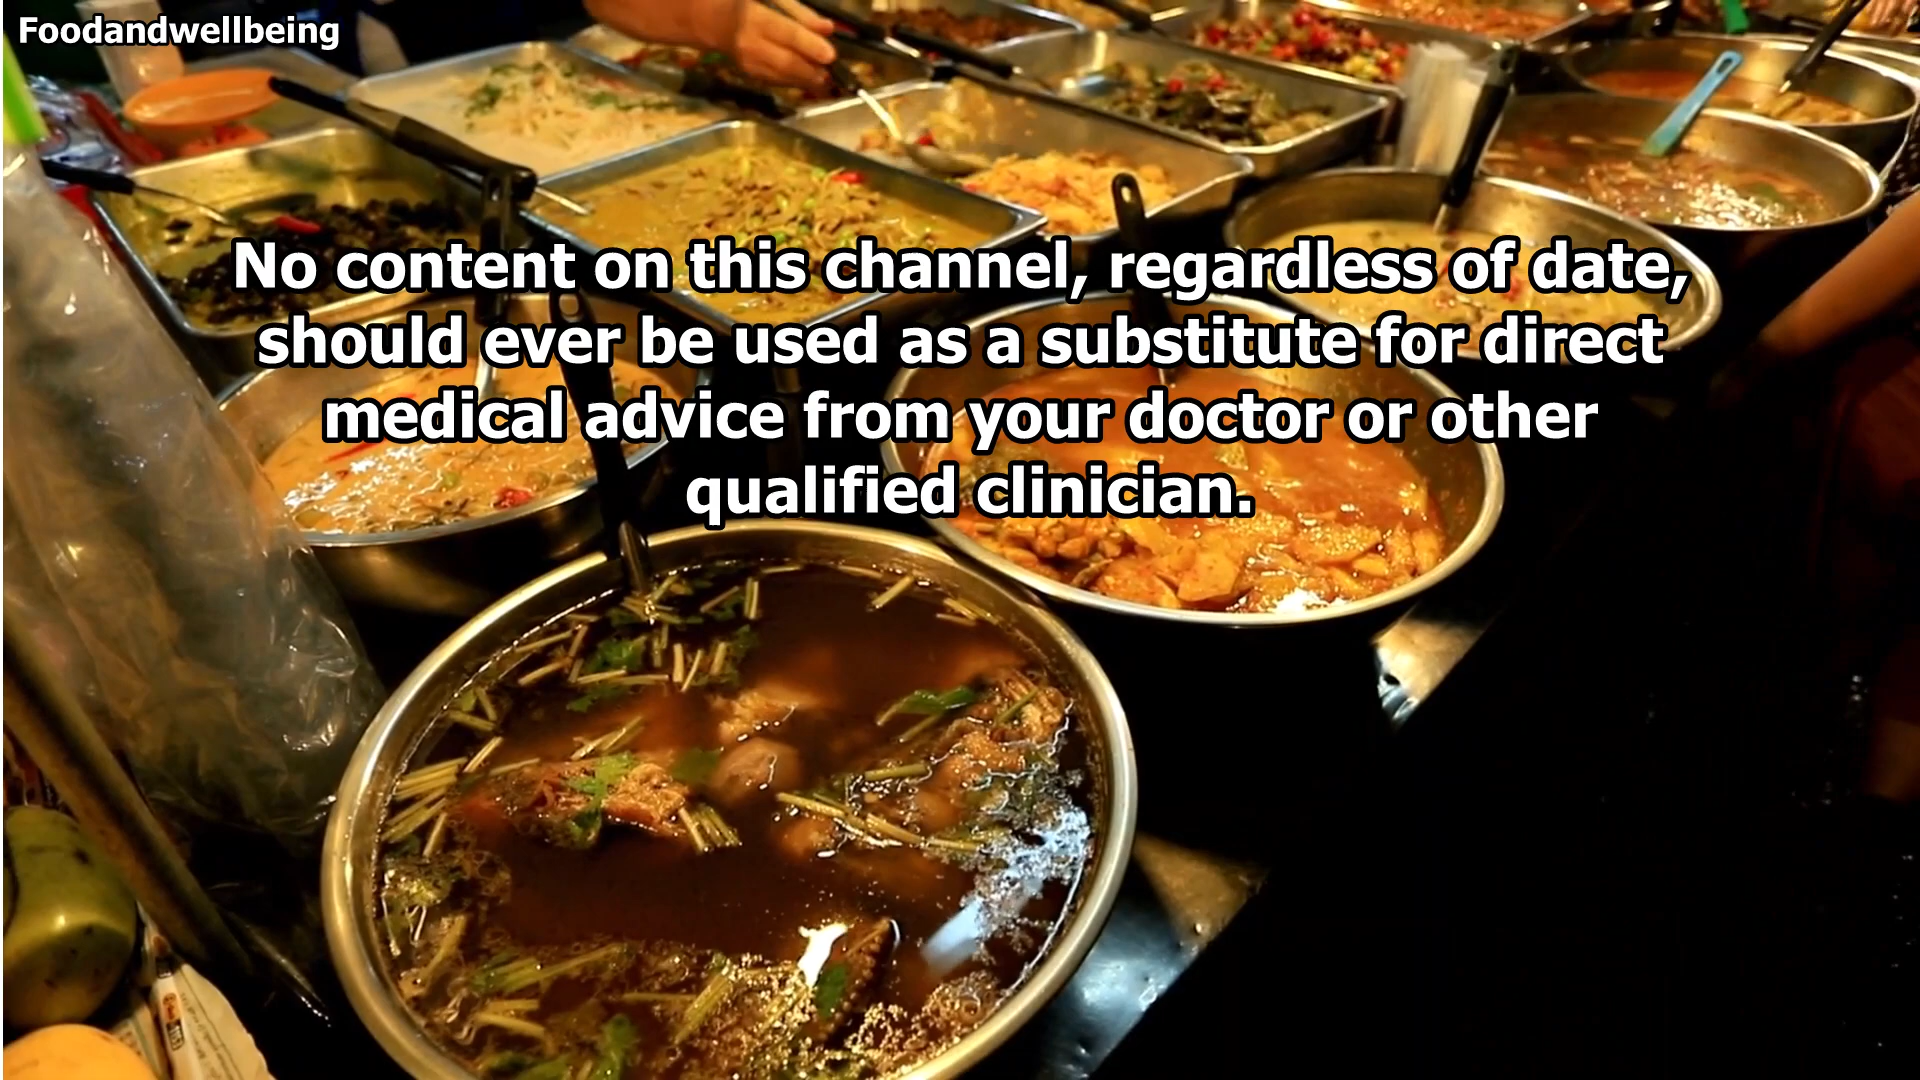 Foodandwellbeing
No content on this channel, regardless of date,
should ever be used as a substitute for direct
medical advice from your doctor or other
qualified clinician.